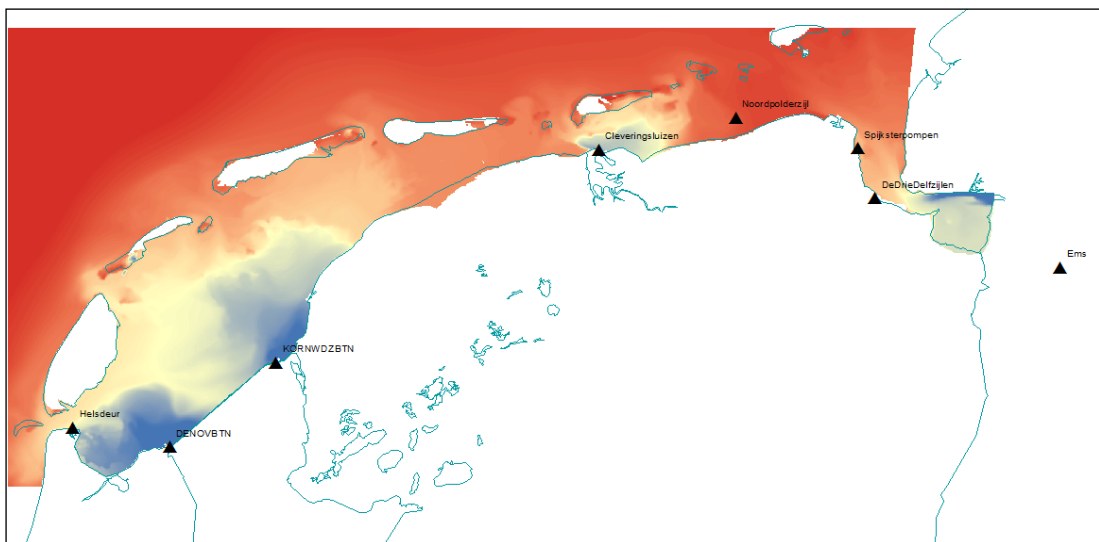 Noordpolderzijl
Cleveringsluizen
Spijksterpompen
DeDrieDelfzijlen
Ems
KORNWDZBTN
Helsdeur
DENOVBTN